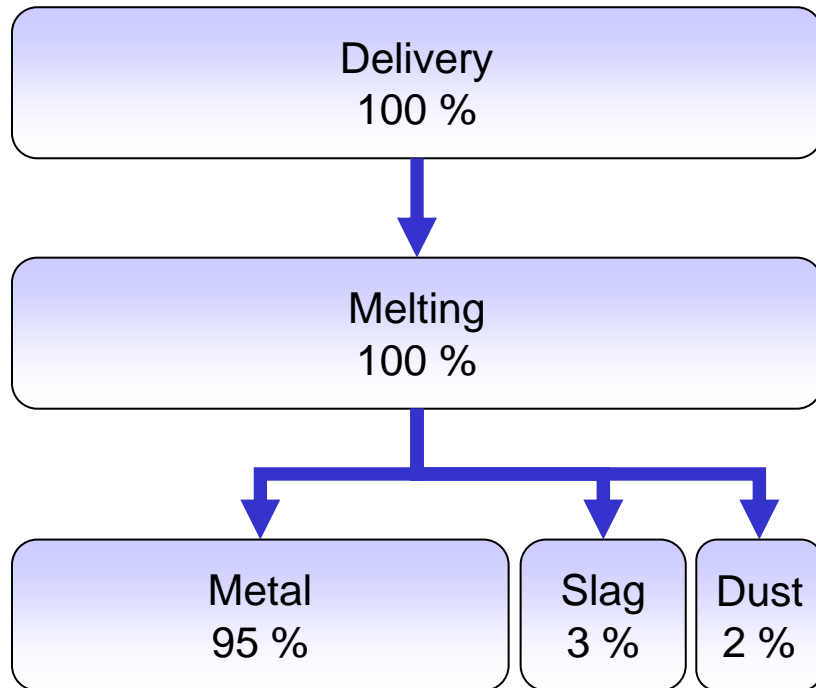 Delivery
100 %
Melting
100 %
Metal
95 %
Slag
3 %
Dust
2 %